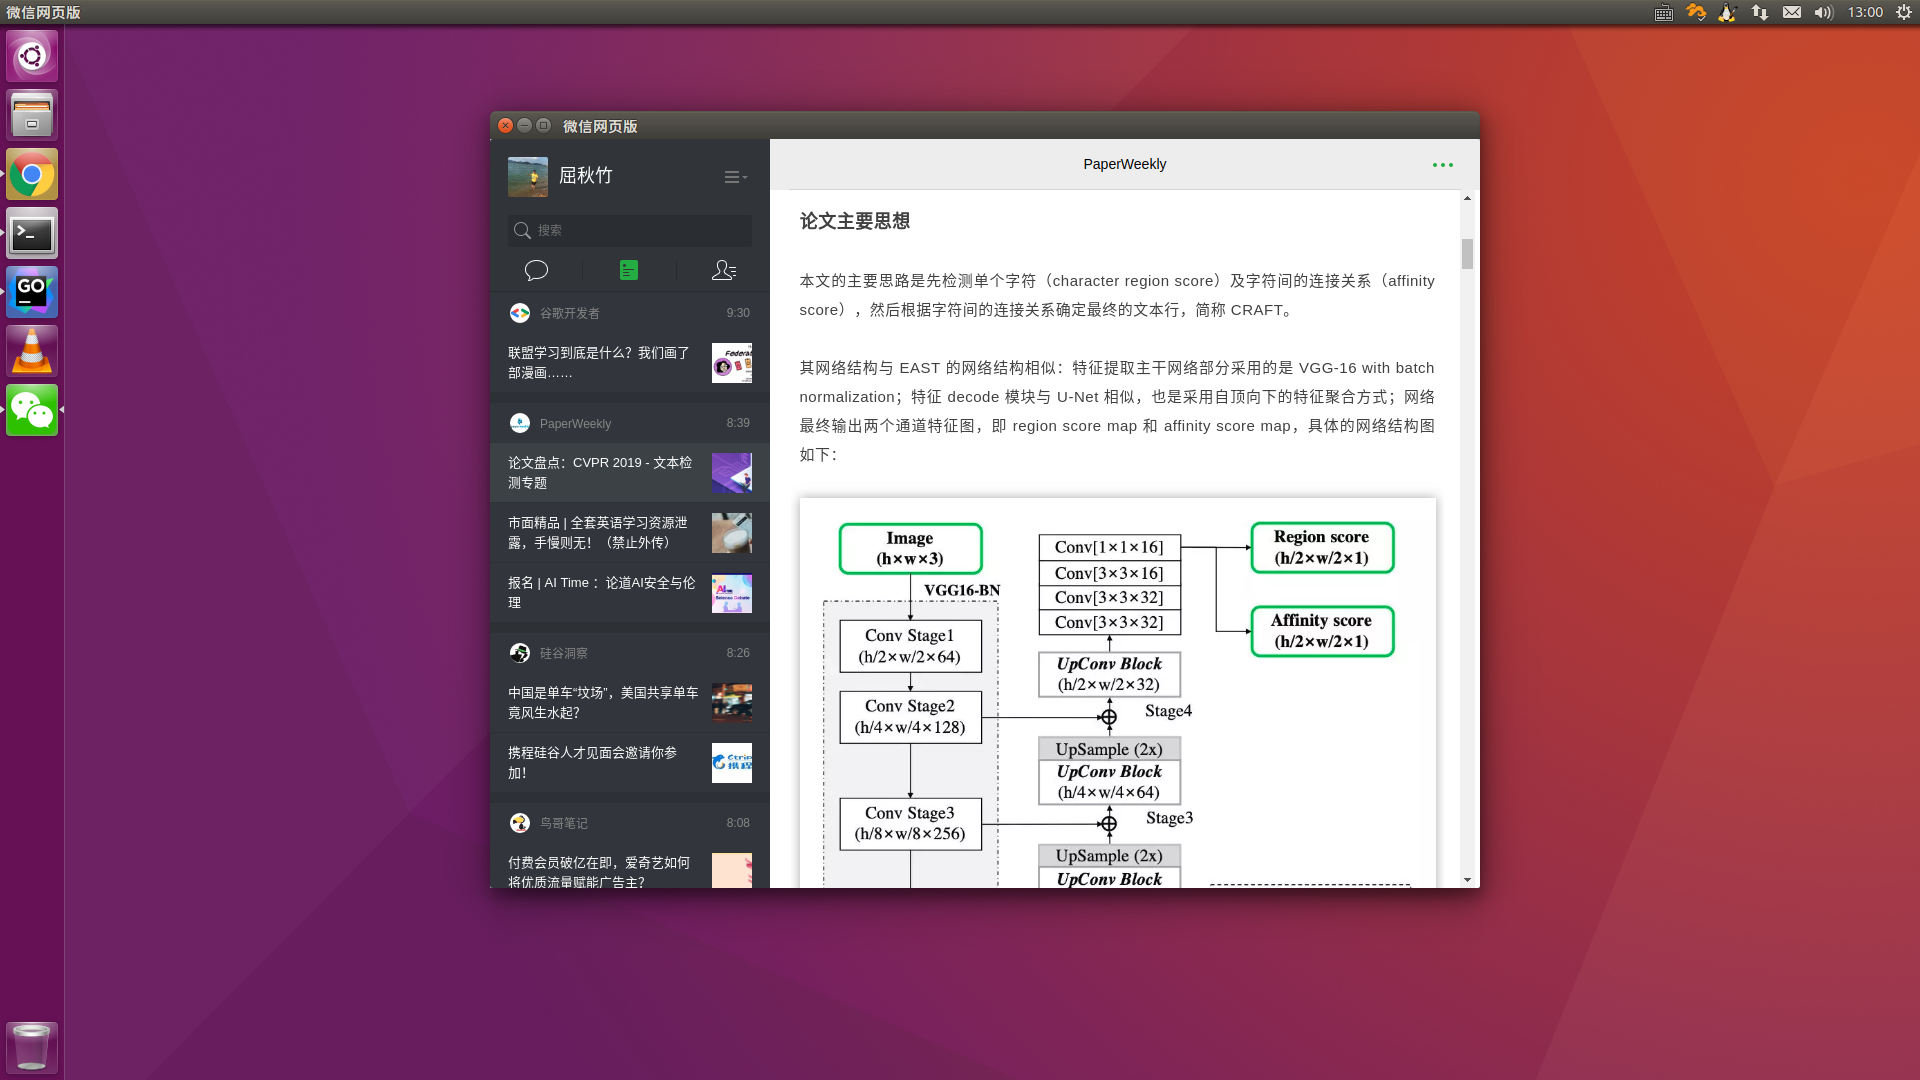 微信网页版
13:00
微信网页版
屈秋竹
搜索
谷歌开发者 9:30
联盟学习到底是什么？我们画了
部漫画……
PaperWeekly 8:39
论文盘点：CVPR 2019 - 文本检
测专题
市面精品 | 全套英语学习资源泄
露，手慢则无！（禁止外传）
报名 | AI Time ：论道AI安全与伦
理
硅谷洞察 8:26
中国是单车“坟场”，美国共享单车
竟风生水起？
携程硅谷人才见面会邀请你参
加！
Ctrip
携程
鸟哥笔记 8:08
付费会员破亿在即，爱奇艺如何
将优质流量赋能广告主？
PaperWeekly
论文主要思想
本文的主要思路是先检测单个字符（character region score）及字符间的连接关系（affinity
score），然后根据字符间的连接关系确定最终的文本行，简称 CRAFT。
其网络结构与 EAST 的网络结构相似：特征提取主干网络部分采用的是 VGG-16 with batch
normalization；特征 decode 模块与 U-Net 相似，也是采用自顶向下的特征聚合方式；网络
最终输出两个通道特征图，即 region score map 和 affinity score map，具体的网络结构图
如下：
Image
(h×w×3)
VGG16-BN
Conv Stage1
(h/2×w/2×64)
Conv Stage2
(h/4×w/4×128)
Conv Stage3
(h/8×w/8×256)
Conv[1×1×16]
Conv[3×3×16]
Conv[3×3×32]
Conv[3×3×32]
UpConv Block
(h/2×w/2×32)
Stage4
UpSample (2x)
UpConv Block
(h/4×w/4×64)
Stage3
UpSample (2x)
UpConv Block
Region score
(h/2×w/2×1)
Affinity score
(h/2×w/2×1)
GO